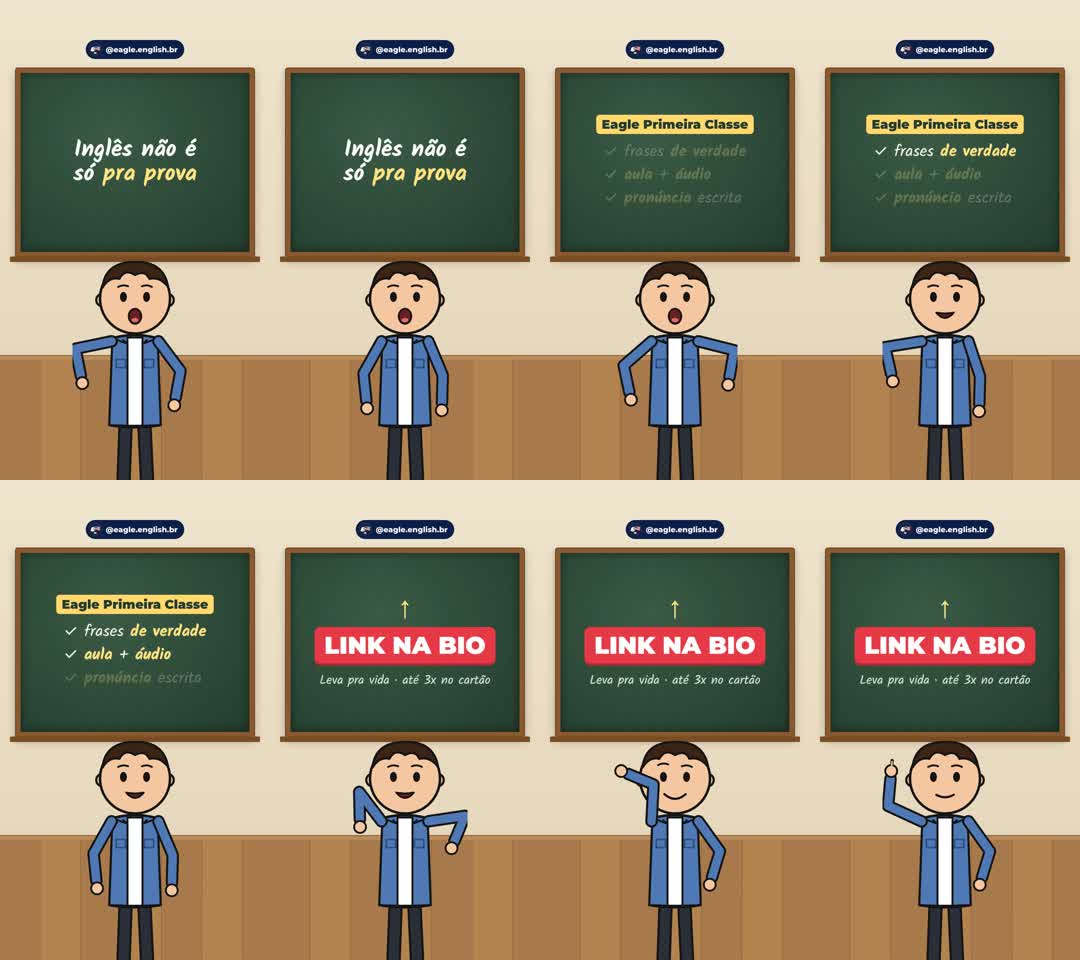 @eagle.english.br
Inglês não é
só pra prova
@eagle.english.br
Inglês não é
só pra prova
@eagle.english.br
Eagle Primeira Classe
✓ frases de verdade
✓ aula + áudio
✓ pronúncia escrita
@eagle.english.br
Eagle Primeira Classe
✓ frases de verdade
✓ aula + áudio
✓ pronúncia escrita
@eagle.english.br
Eagle Primeira Classe
✓ frases de verdade
✓ aula + áudio
✓ pronúncia escrita
@eagle.english.br
↑
LINK NA BIO
Leva pra vida · até 3x no cartão
@eagle.english.br
↑
LINK NA BIO
Leva pra vida · até 3x no cartão
@eagle.english.br
↑
LINK NA BIO
Leva pra vida · até 3x no cartão